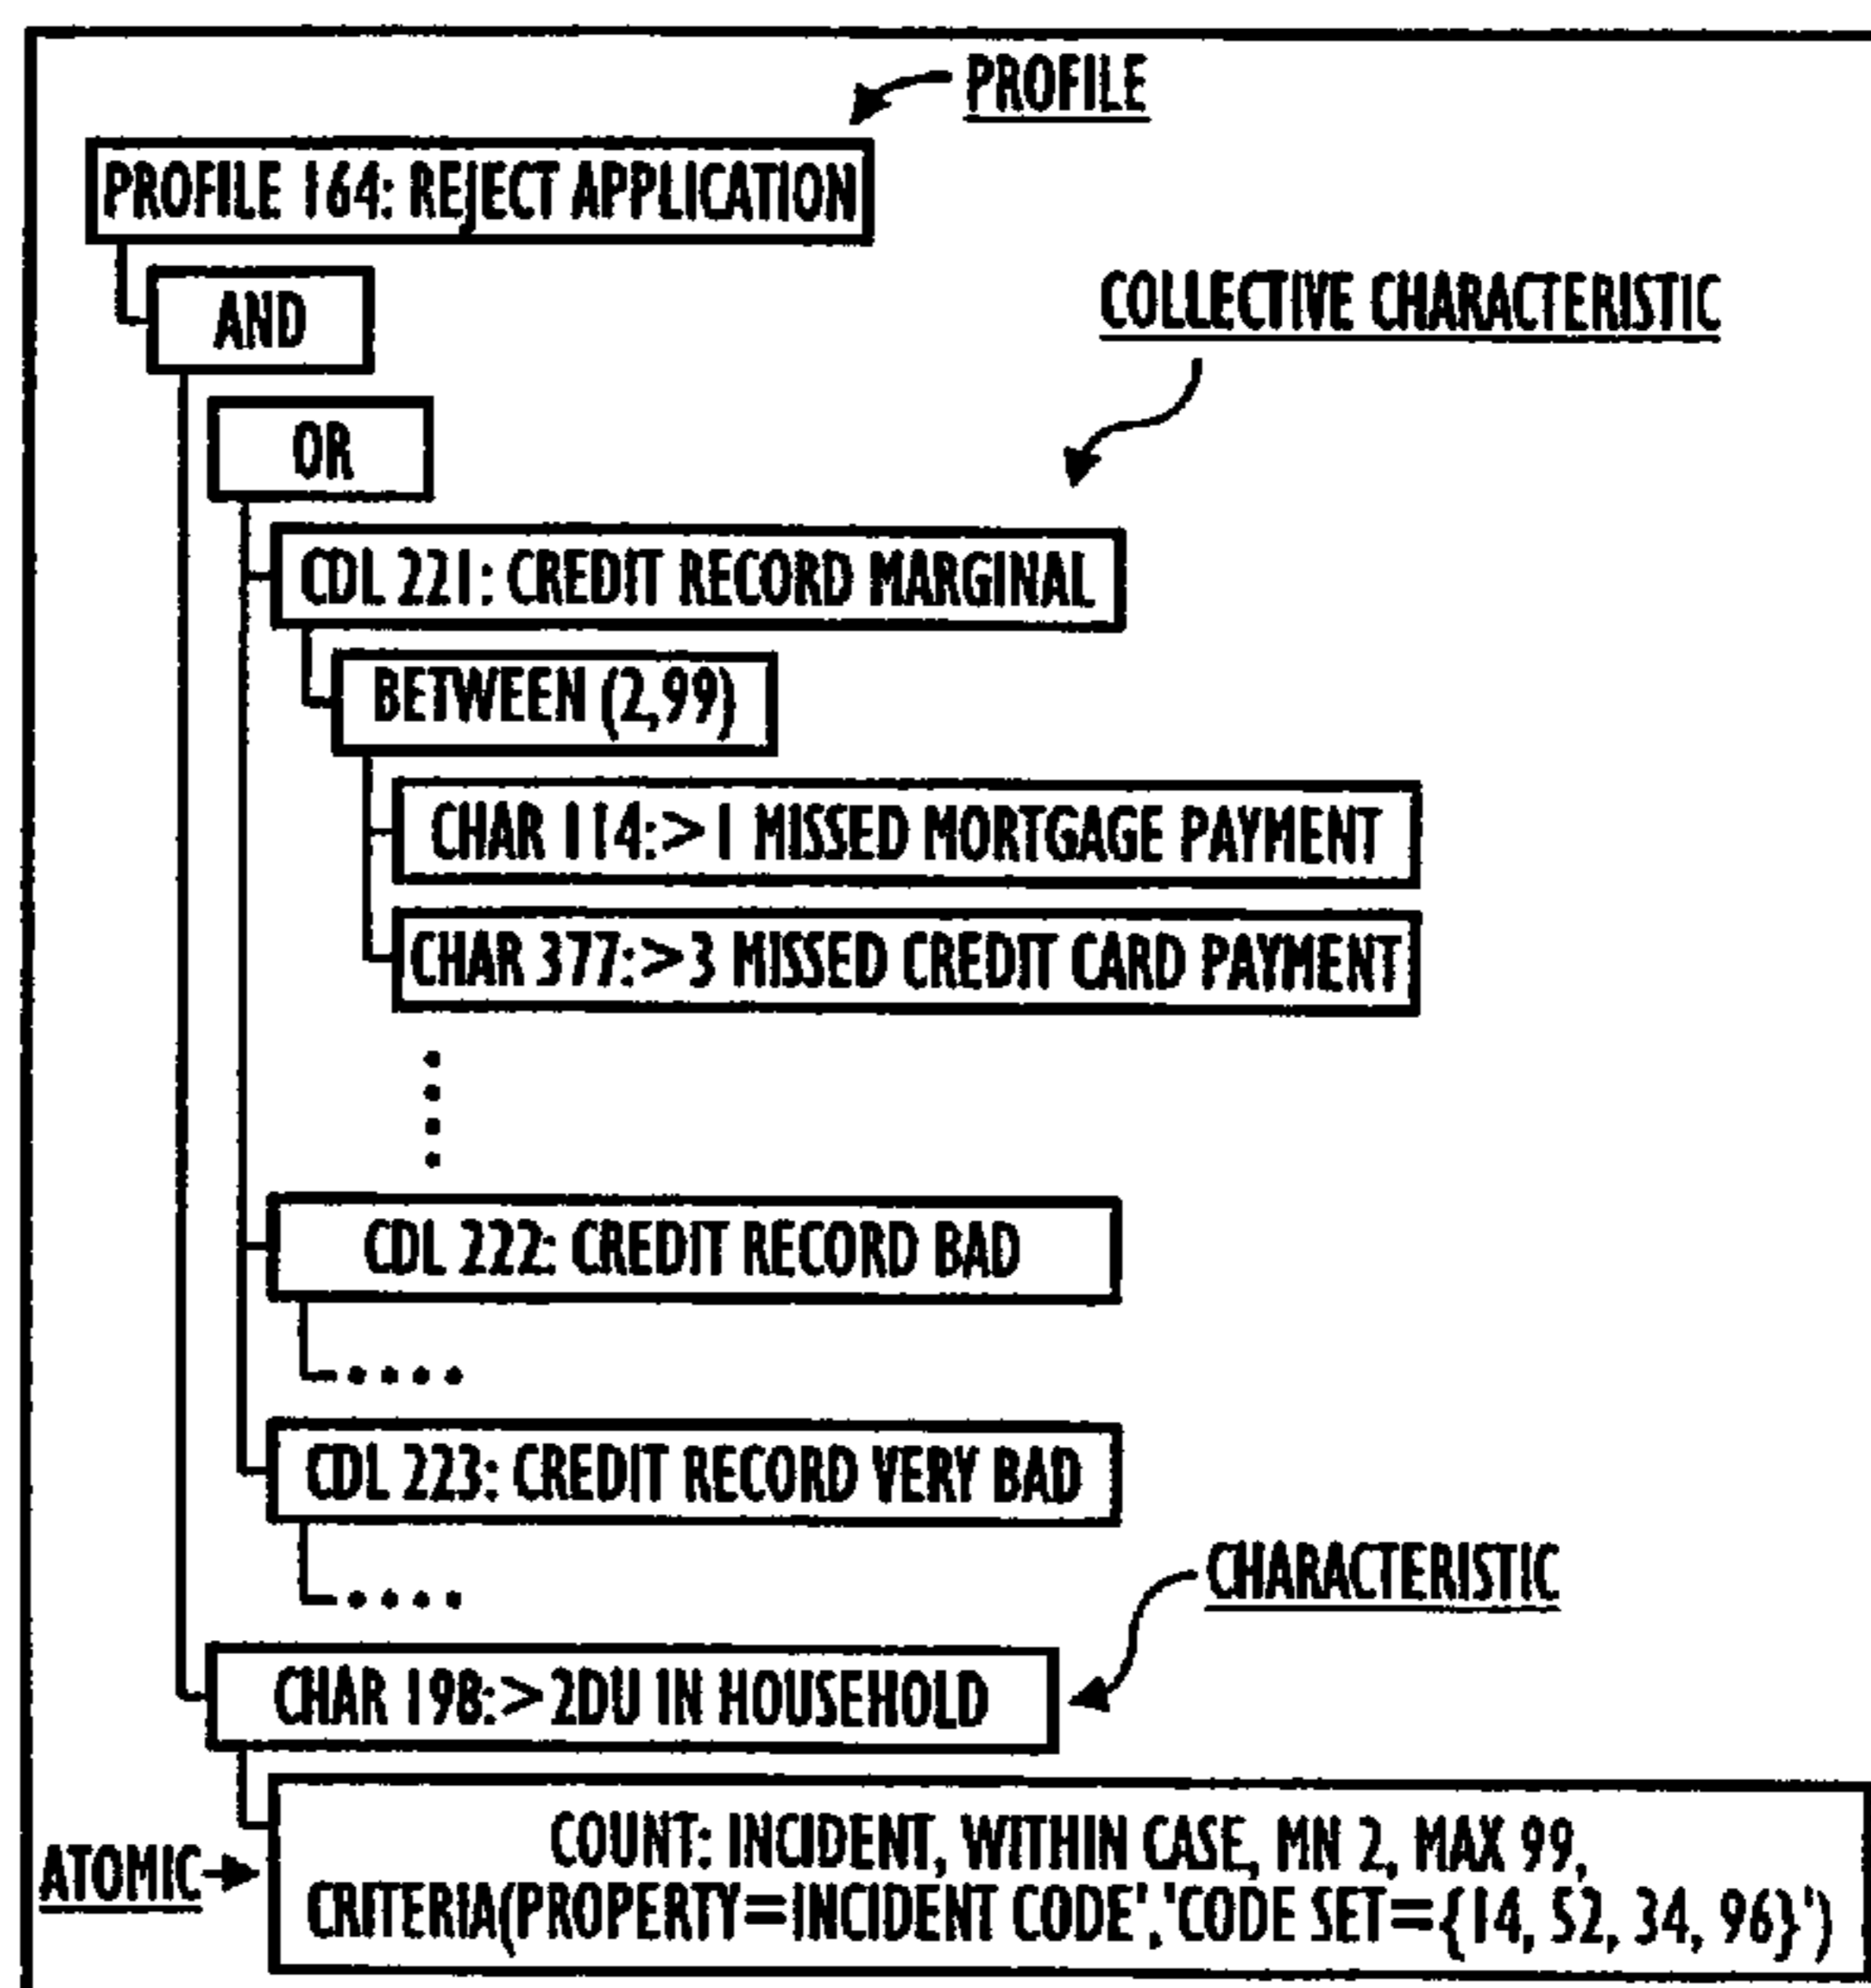 PROFILE
PROFILE 164: REJECT APPLICATION
AND
COLLECTIVE CHARACTERISTIC
OR
CDL 221: CREDIT RECORD MARGINAL
BETWEEN (2,99)
CHAR 114:>1 MISSED MORTGAGE PAYMENT
CHAR 377:>3 MISSED CREDIT CARD PAYMENT
CDL 222: CREDIT RECORD BAD
CDL 223: CREDIT RECORD VERY BAD
CHARACTERISTIC
CHAR 198:>2DU IN HOUSEHOLD
ATOMIC
COUNT: INCIDENT, WITHIN CASE, MN 2, MAX 99,
CRITERIA(PROPERTY=INCIDENT CODE','CODE SET={14, 52, 34, 96}')